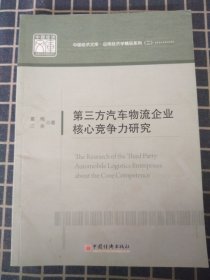 中国经济文库·应用经济学精品系列（二）
第三方汽车物流企业
核心竞争力研究
著
The Research of the Third Party
Automobile Logistics Enterprises
about the Core Competence
中国经济出版社